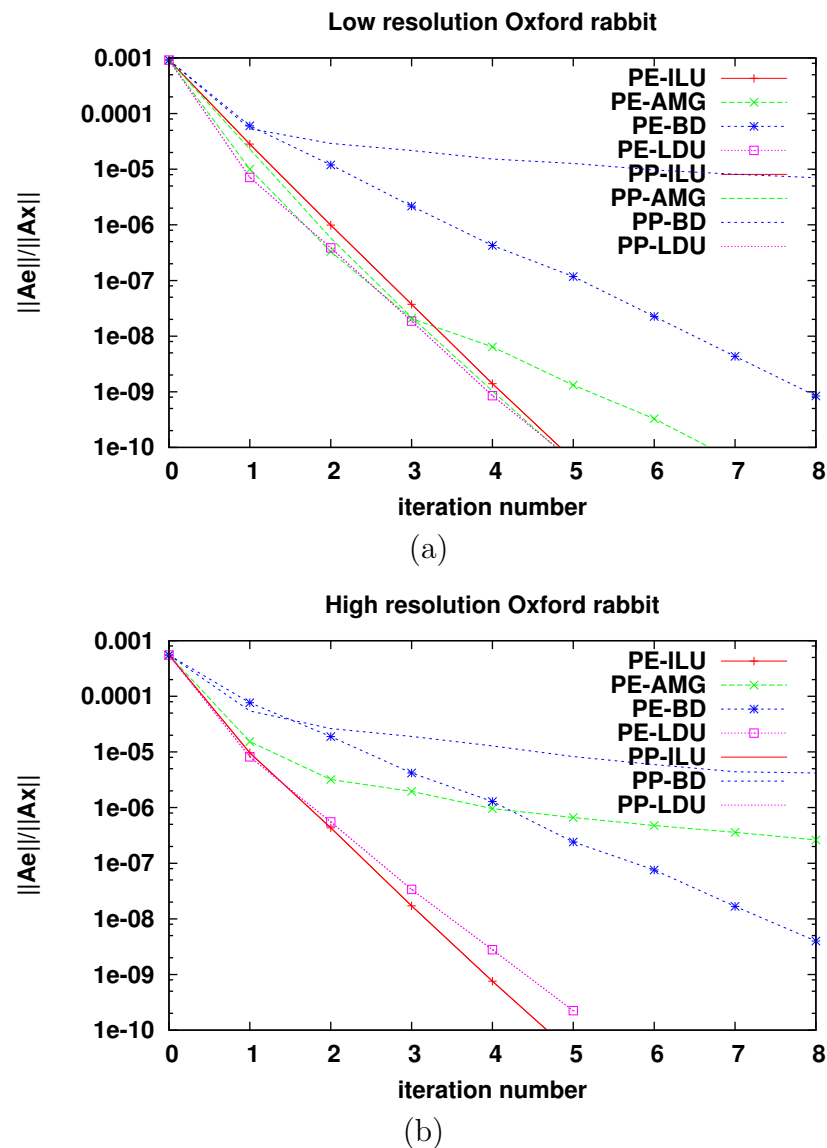 Low resolution Oxford rabbit
0.001
0.0001
1e-05
1e-06
1e-07
1e-08
1e-09
1e-10
||Ae||/||Ax||
PE-ILU
PE-AMG
PE-BD
PE-LDU
PP-ILU
PP-AMG
PP-BD
PP-LDU
0 1 2 3 4 5 6 7 8
iteration number
(a)
High resolution Oxford rabbit
0.001
0.0001
1e-05
1e-06
1e-07
1e-08
1e-09
1e-10
||Ae||/||Ax||
PE-ILU
PE-AMG
PE-BD
PE-LDU
PP-ILU
PP-BD
PP-LDU
0 1 2 3 4 5 6 7 8
iteration number
(b)